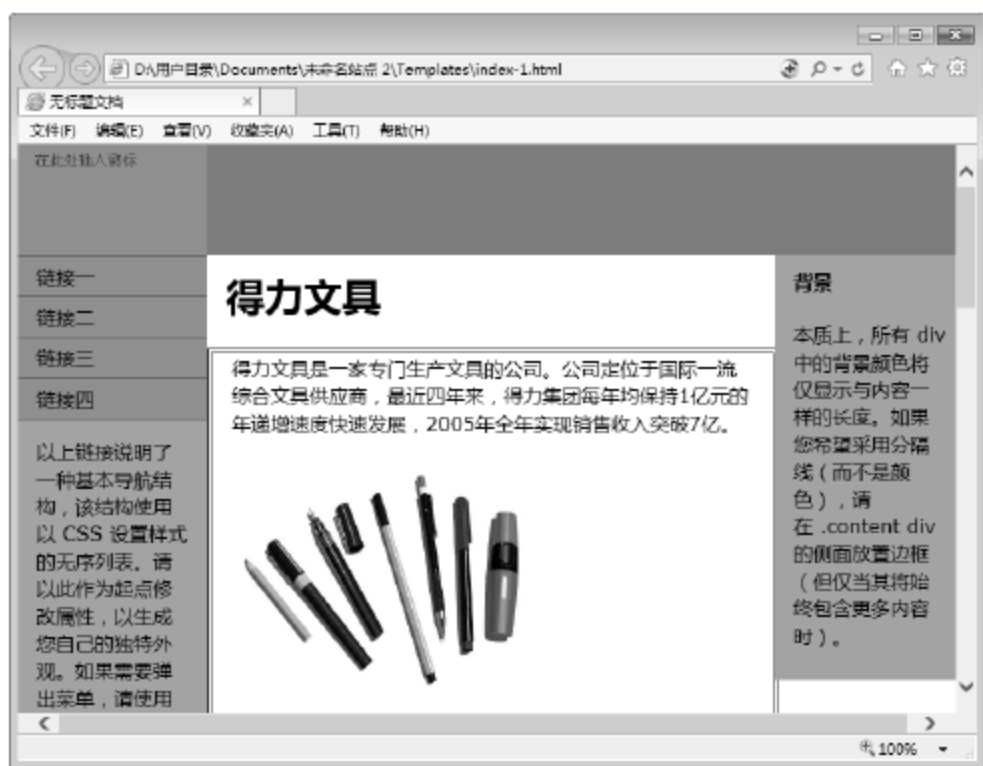 D:\用户目录\Documents\未命名站点 2\Templates\index-1.html
无标题文档
文件(F) 编辑(E) 查看(V) 收藏夹(A) 工具(T) 帮助(H)
在此处插入徽标
链接一
链接二
链接三
链接四
以上链接说明了
一种基本导航结
构，该结构使用
以 CSS 设置样式
的无序列表。请
以此作为起点修
改属性，以生成
您自己的独特外
观。如果需要弹
出菜单，请使用
得力文具
得力文具是一家专门生产文具的公司。公司定位于国际一流
综合文具供应商，最近四年来，得力集团每年均保持1亿元的
年递增速度快速发展，2005年全年实现销售收入突破7亿。
背景
本质上，所有 div
中的背景颜色将
仅显示与内容一
样的长度。如果
您希望采用分隔
线（而不是颜
色），请
在 .content div
的侧面放置边框
（但仅当其将始
终包含更多内容
时）。
100%